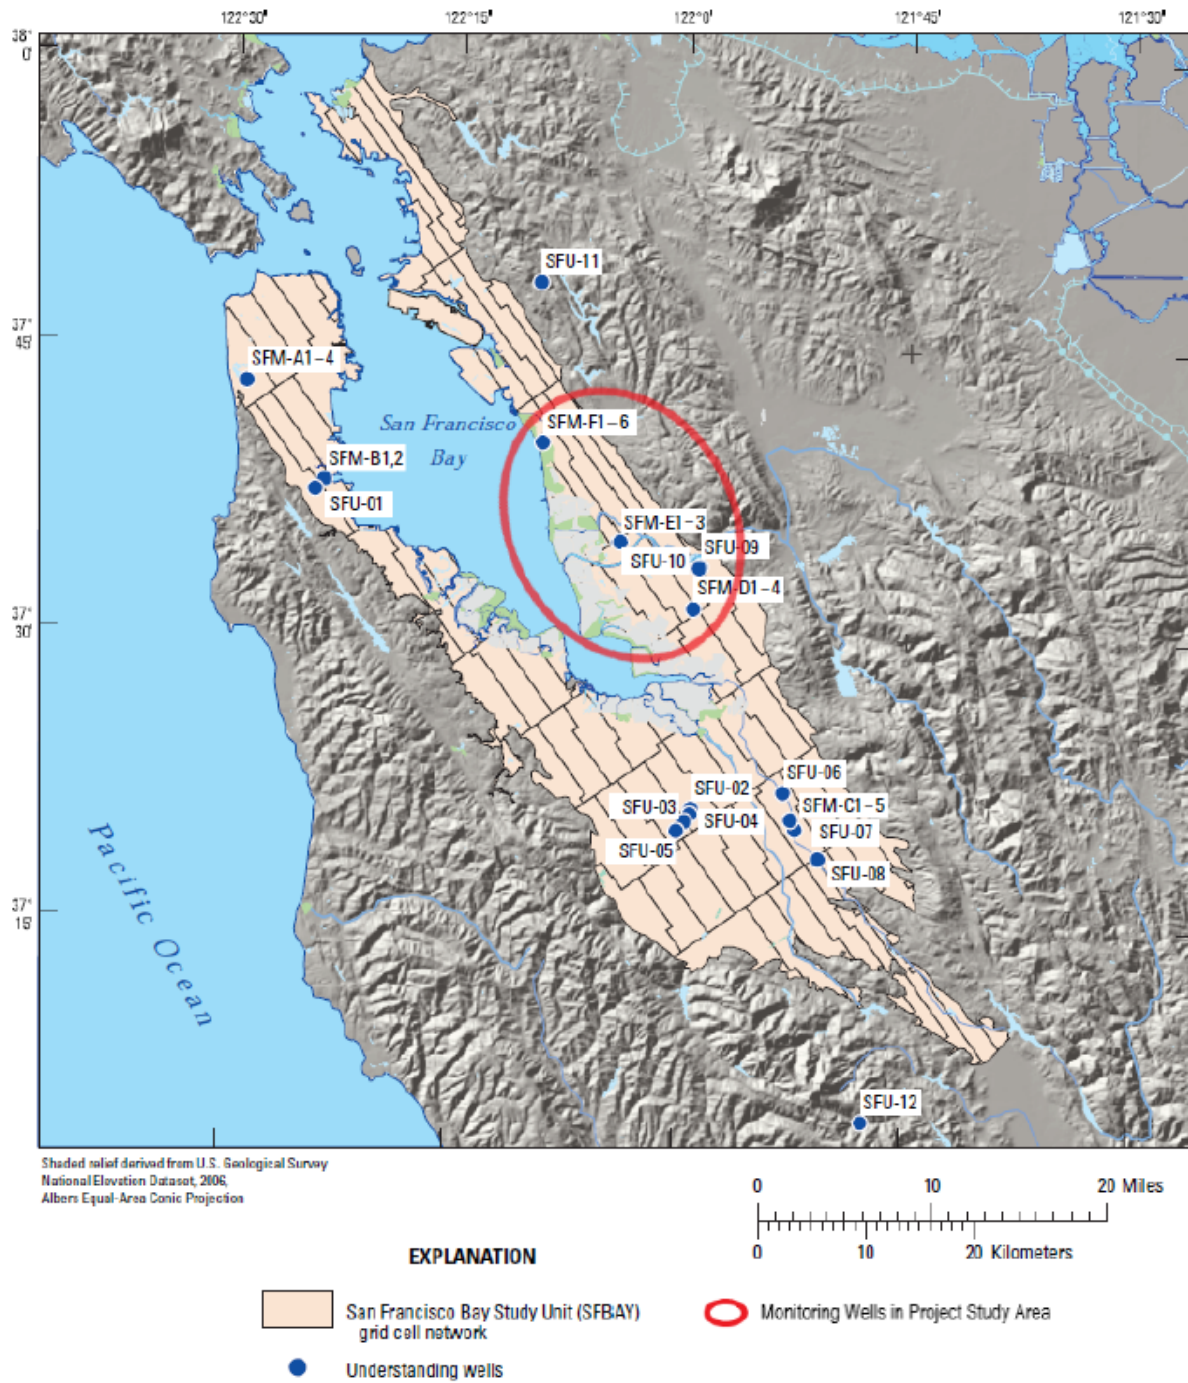 122°30' 122°15' 122°0' 121°45' 121°30'
38°
0'
SFU-11
37°
45'
SFM-A1–4
San Francisco
Bay
SFM-F1–6
SFM-B1,2
SFU-01
SFM-E1–3
SFU-09
SFU-10
SFM-D1–4
37°
30'
SFU-06
SFU-02
SFU-03
SFM-C1–5
SFU-04
SFU-07
SFU-05
SFU-08
Pacific Ocean
37°
15'
SFU-12
Shaded relief derived from U.S. Geological Survey
National Elevation Dataset, 2006,
Albers Equal-Area Conic Projection
0 10 20 Miles
0 10 20 Kilometers
EXPLANATION
San Francisco Bay Study Unit (SFBAY)
grid cell network
Monitoring Wells in Project Study Area
Understanding wells